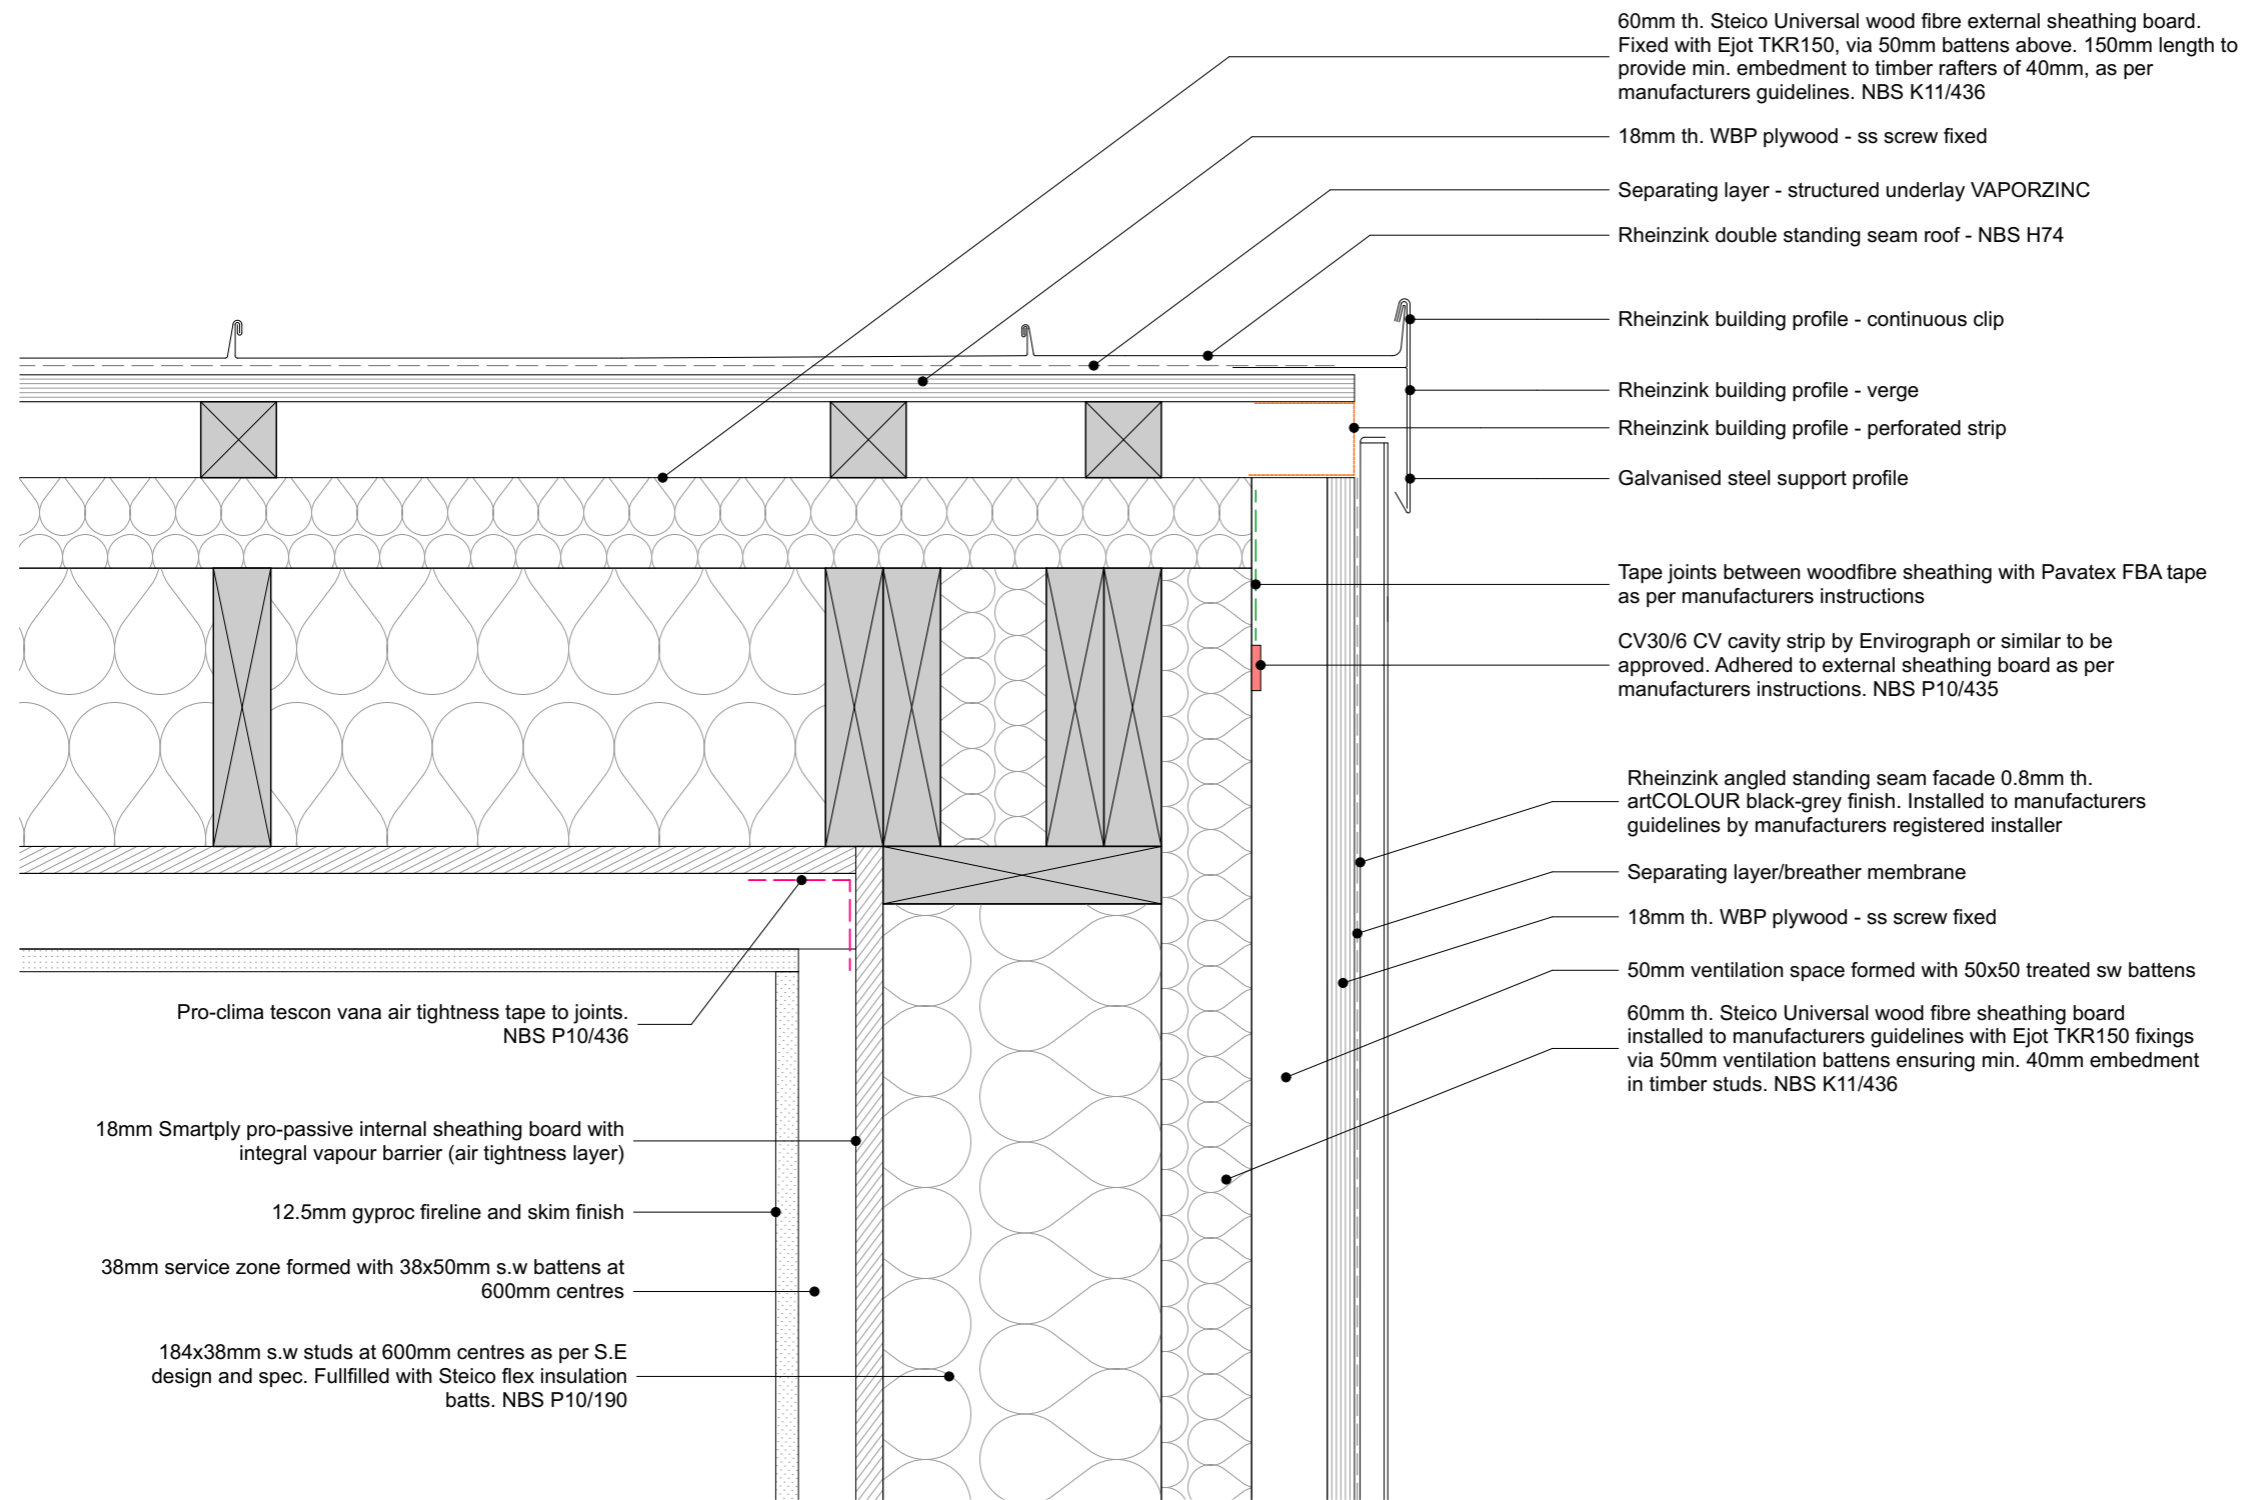 60mm th. Steico Universal wood fibre external sheathing board.
Fixed with Ejot TKR150, via 50mm battens above. 150mm length to
provide min. embedment to timber rafters of 40mm, as per
manufacturers guidelines. NBS K11/436
18mm th. WBP plywood - ss screw fixed
Separating layer - structured underlay VAPORZINC
Rheinzink double standing seam roof - NBS H74
Rheinzink building profile - continuous clip
Rheinzink building profile - verge
Rheinzink building profile - perforated strip
Galvanised steel support profile
Tape joints between woodfibre sheathing with Pavatex FBA tape
as per manufacturers instructions
CV30/6 CV cavity strip by Envirograph or similar to be
approved. Adhered to external sheathing board as per
manufacturers instructions. NBS P10/435
Rheinzink angled standing seam facade 0.8mm th.
artCOLOUR black-grey finish. Installed to manufacturers
guidelines by manufacturers registered installer
Separating layer/breather membrane
18mm th. WBP plywood - ss screw fixed
50mm ventilation space formed with 50x50 treated sw battens
60mm th. Steico Universal wood fibre sheathing board
installed to manufacturers guidelines with Ejot TKR150 fixings
via 50mm ventilation battens ensuring min. 40mm embedment
in timber studs. NBS K11/436
Pro-clima tescon vana air tightness tape to joints.
NBS P10/436
18mm Smartply pro-passive internal sheathing board with
integral vapour barrier (air tightness layer)
12.5mm gyproc fireline and skim finish
38mm service zone formed with 38x50mm s.w battens at
600mm centres
184x38mm s.w studs at 600mm centres as per S.E
design and spec. Fullfilled with Steico flex insulation
batts. NBS P10/190